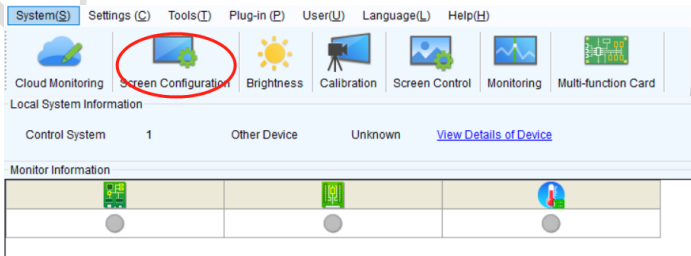 System(S) Settings (C) Tools(T) Plug-in (P) User(U) Language(L) Help(H)
Cloud Monitoring Screen Configuration Brightness Calibration Screen Control Monitoring Multi-function Card
Local System Information
Control System 1 Other Device Unknown View Details of Device
Monitor Information